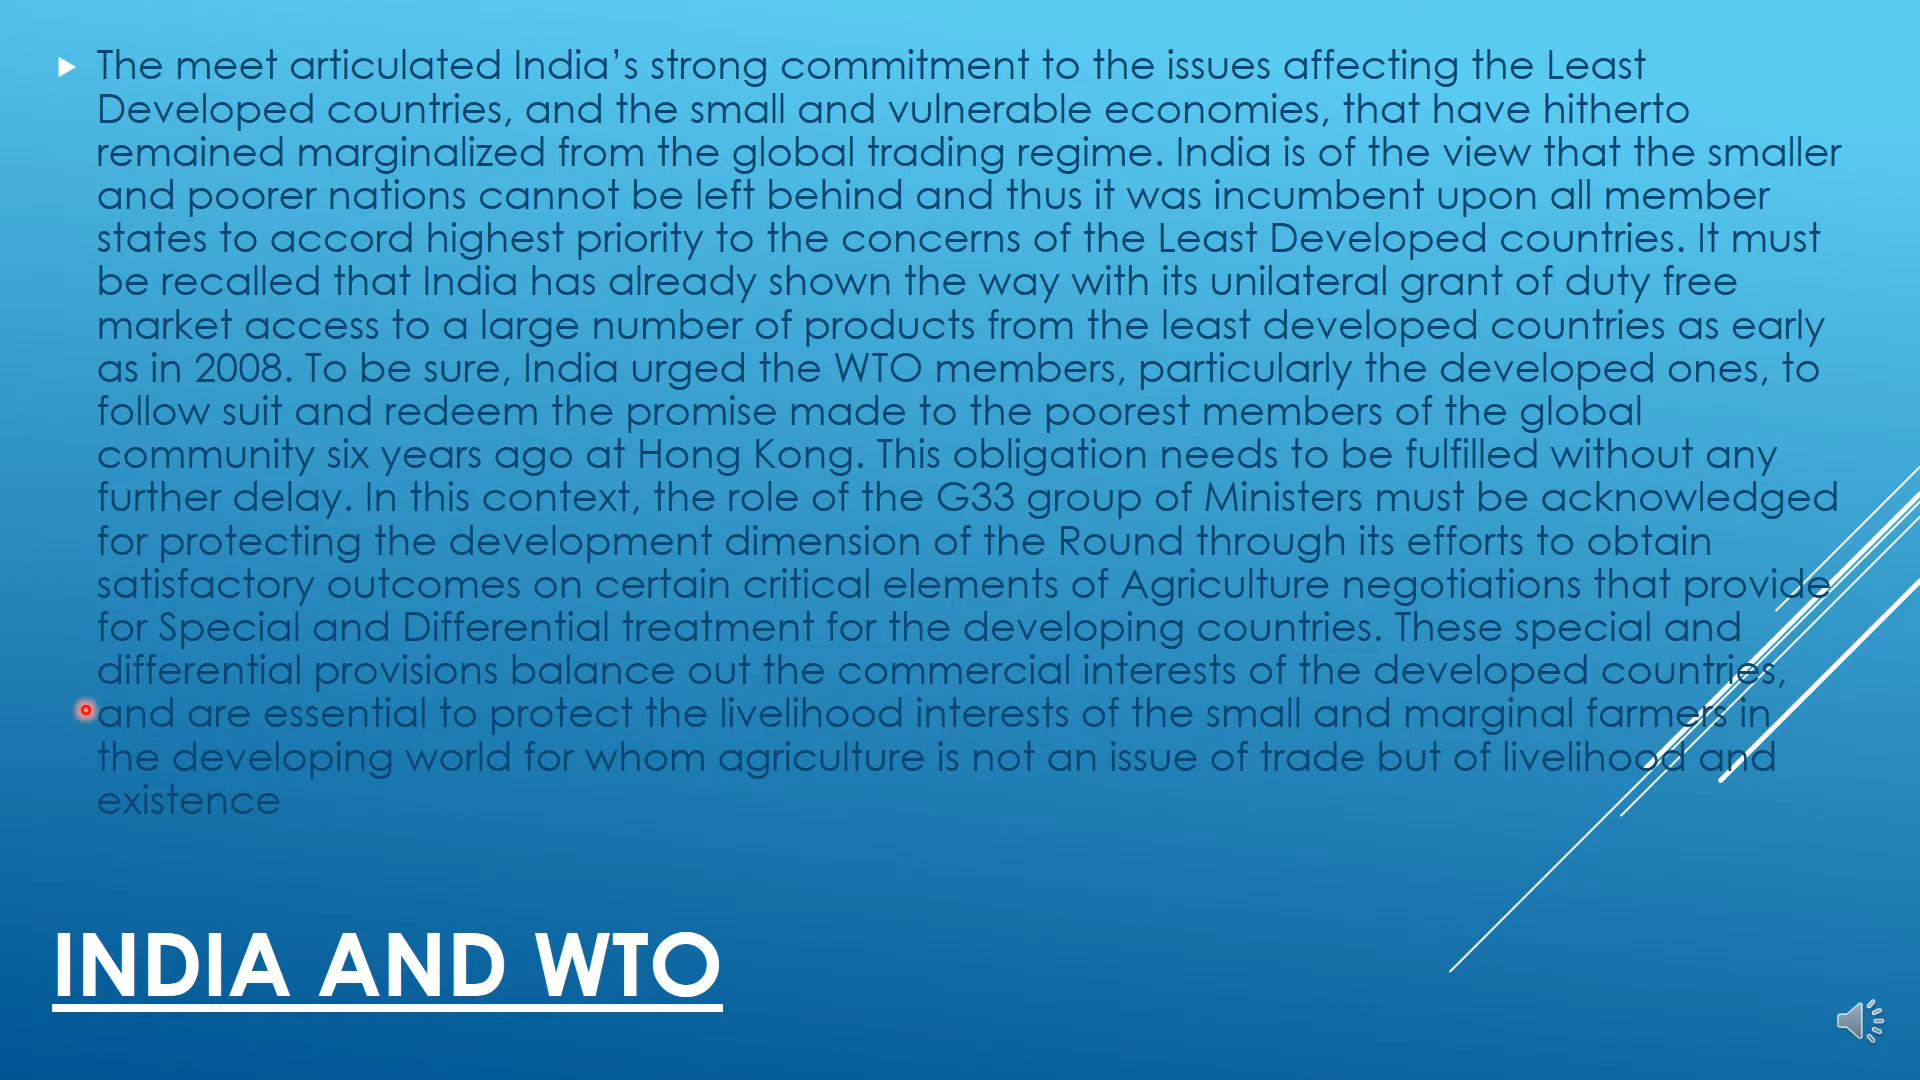 The meet articulated India’s strong commitment to the issues affecting the Least
Developed countries, and the small and vulnerable economies, that have hitherto
remained marginalized from the global trading regime. India is of the view that the smaller
and poorer nations cannot be left behind and thus it was incumbent upon all member
states to accord highest priority to the concerns of the Least Developed countries. It must
be recalled that India has already shown the way with its unilateral grant of duty free
market access to a large number of products from the least developed countries as early
as in 2008. To be sure, India urged the WTO members, particularly the developed ones, to
follow suit and redeem the promise made to the poorest members of the global
community six years ago at Hong Kong. This obligation needs to be fulfilled without any
further delay. In this context, the role of the G33 group of Ministers must be acknowledged
for protecting the development dimension of the Round through its efforts to obtain
satisfactory outcomes on certain critical elements of Agriculture negotiations that provide
for Special and Differential treatment for the developing countries. These special and
differential provisions balance out the commercial interests of the developed countries,
and are essential to protect the livelihood interests of the small and marginal farmers in
the developing world for whom agriculture is not an issue of trade but of livelihood and
existence
INDIA AND WTO